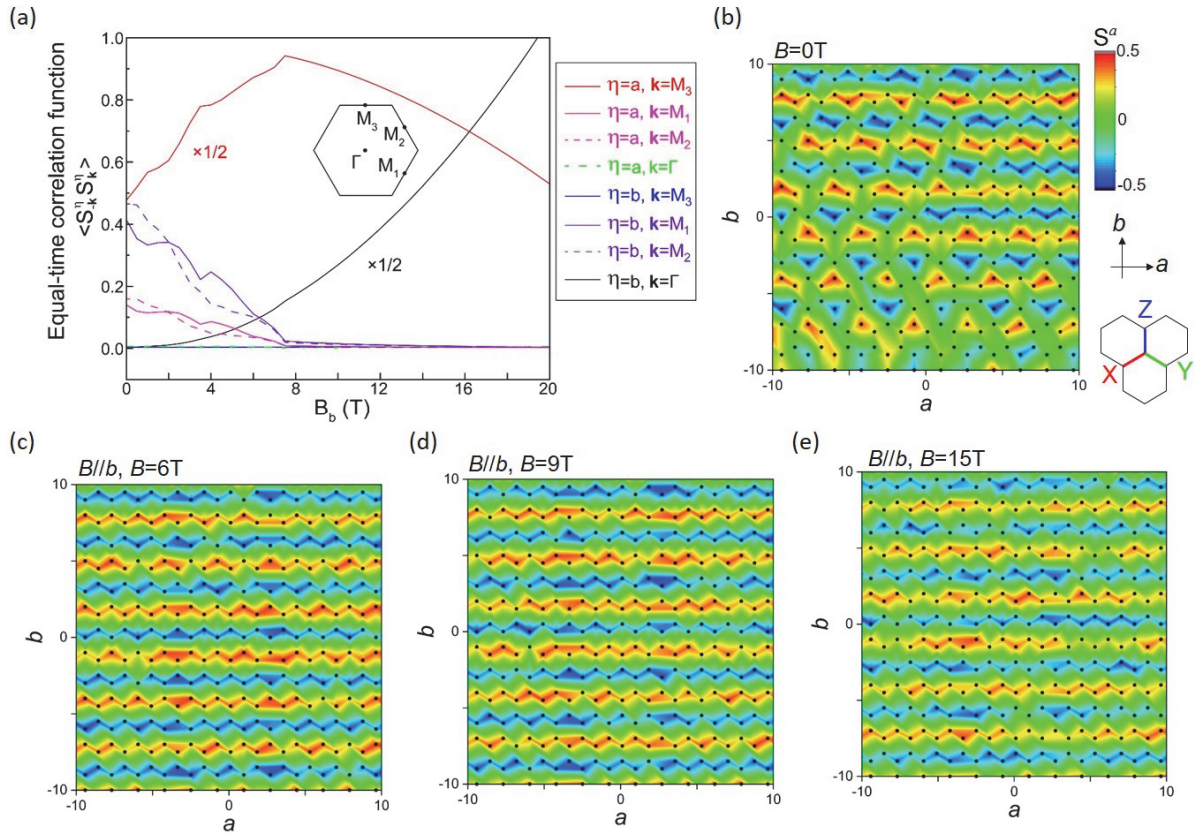 (a)
Equal-time correlation function
<S₋ₖ^η Sₖ^η>
1.0
0.8
0.6
0.4
0.2
0.0
0
4
8
12
16
20
B_b (T)
×1/2
×1/2
M₃
M₂
Γ
M₁
η=a, k=M₃
η=a, k=M₁
η=a, k=M₂
η=a, k=Γ
η=b, k=M₃
η=b, k=M₁
η=b, k=M₂
η=b, k=Γ
(b)
B=0T
10
b
0
-10
-10
0
10
a
Sᵃ
0.5
0
-0.5
b
a
Z
X
Y
(c)
B//b, B=6T
10
b
0
-10
-10
0
10
a
(d)
B//b, B=9T
10
b
0
-10
-10
0
10
a
(e)
B//b, B=15T
10
b
0
-10
-10
0
10
a